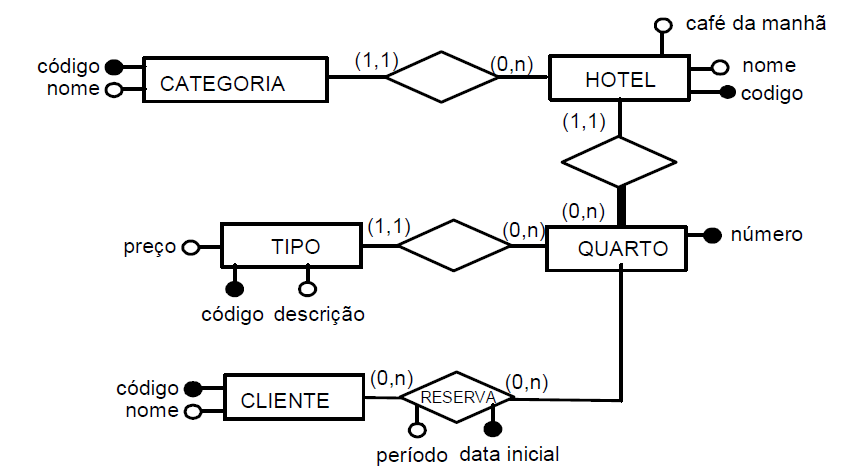 café da manhã
código
nome
CATEGORIA
(1,1)
(0,n)
HOTEL
nome
codigo
(1,1)
(0,n)
preço
TIPO
(1,1)
(0,n)
QUARTO
número
código descrição
código
nome
CLIENTE
(0,n)
RESERVA
(0,n)
período data inicial